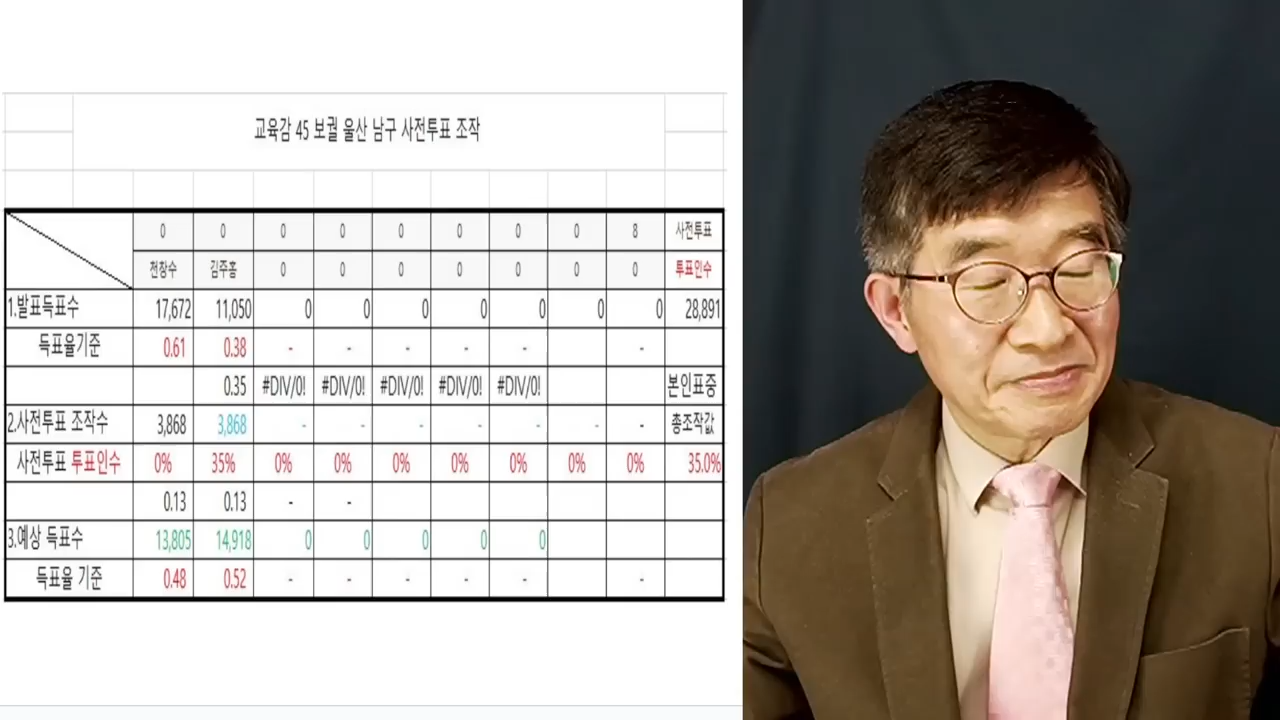 교육감 45 보궐 울산 남구 사전투표 조작
0 0 0 0 0 0 0 0 8 사전투표
천창수 김주홍 0 0 0 0 0 0 0 투표인수
1.발표득표수 17,672 11,050 0 0 0 0 0 0 0 28,891
득표율기준 0.61 0.38 - - - - - -
0.35 #DIV/0! #DIV/0! #DIV/0! #DIV/0! #DIV/0! 본인표증
2.사전투표 조작수 3,868 3,868 - - - - - - - 총조작값
사전투표 투표인수 0% 35% 0% 0% 0% 0% 0% 0% 0% 35.0%
0.13 0.13 - -
3.예상 득표수 13,805 14,918 0 0 0 0 0
득표율 기준 0.48 0.52 - - - - - -